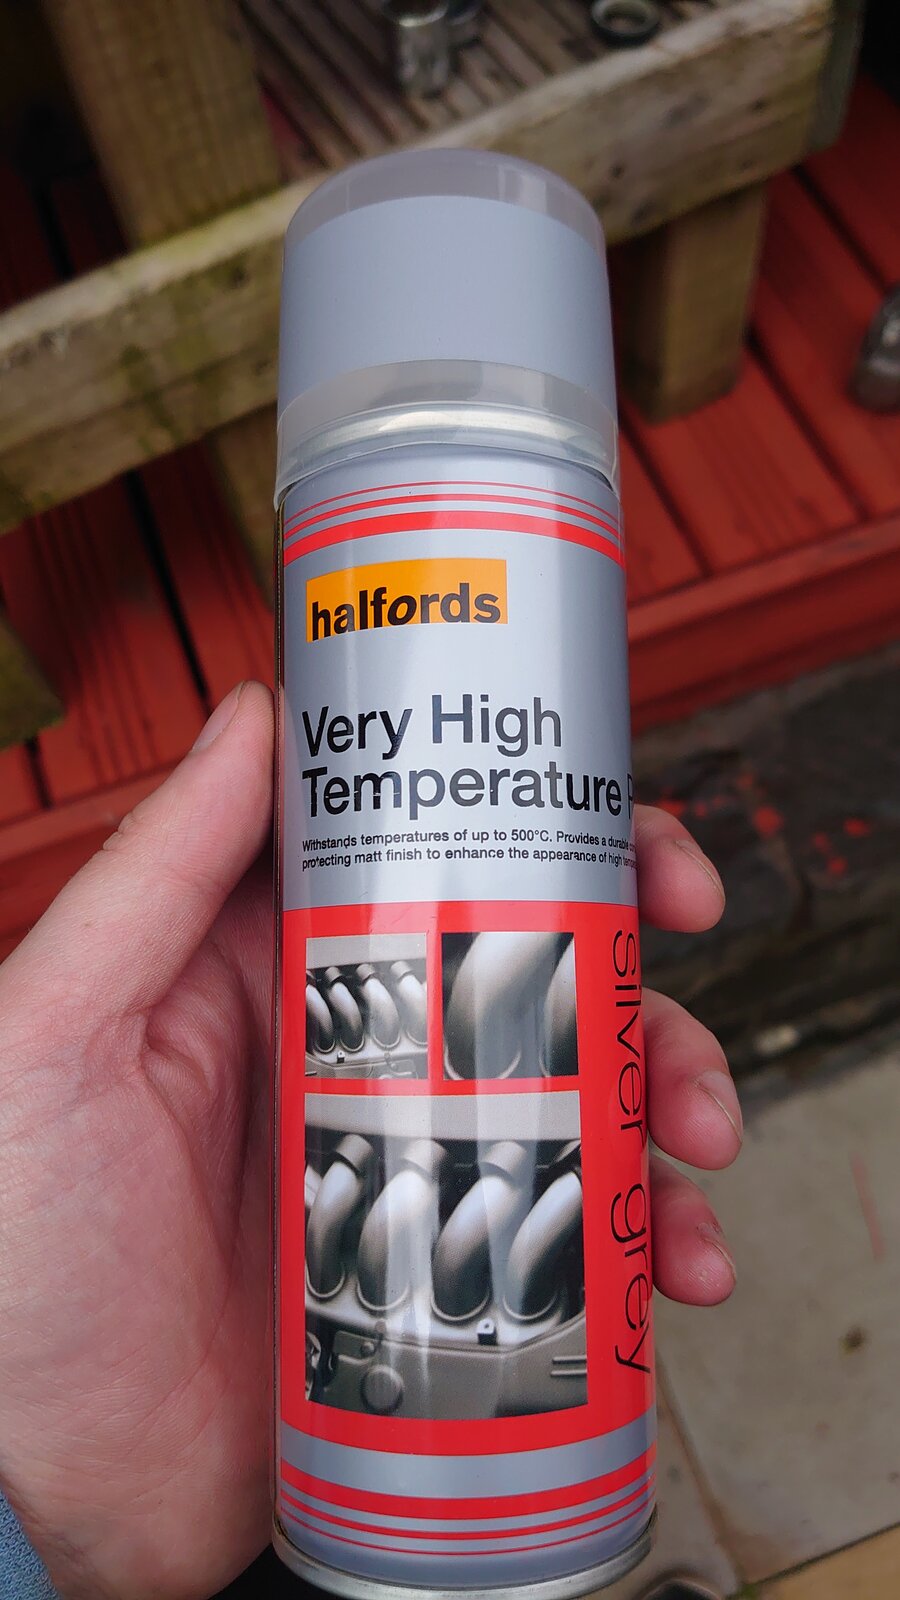 halfords
Very High
Temperature
Withstands temperatures of up to 500°C. Provides a durable
protecting matt finish to enhance the appearance of high
silver grey